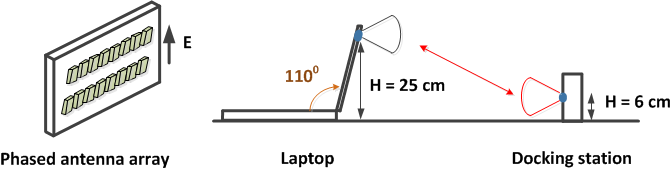 E
110⁰
H = 25 cm
H = 6 cm
Phased antenna array
Laptop
Docking station